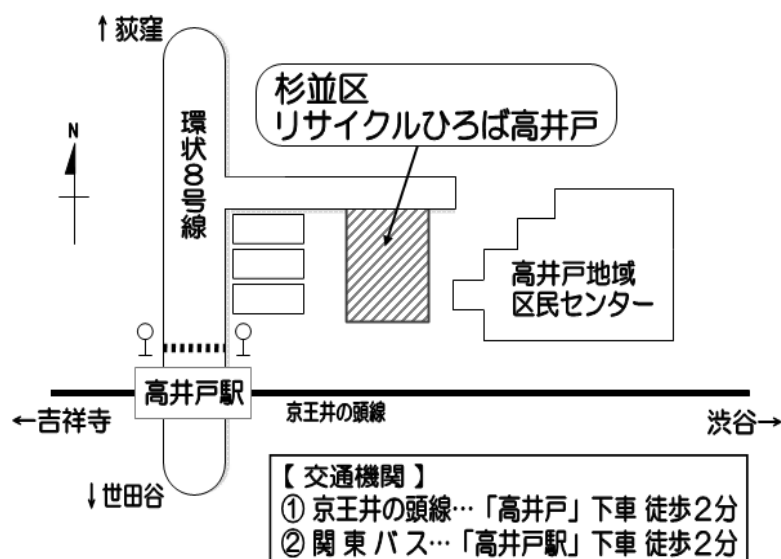 ↑荻窪
杉並区
リサイクルひろば高井戸
N
環状8号線
高井戸地域
区民センター
高井戸駅
京王井の頭線
←吉祥寺
渋谷→
↓世田谷
【 交通機関 】
① 京王井の頭線…「高井戸」下車 徒歩2分
② 関 東 バ ス…「高井戸駅」下車 徒歩2分